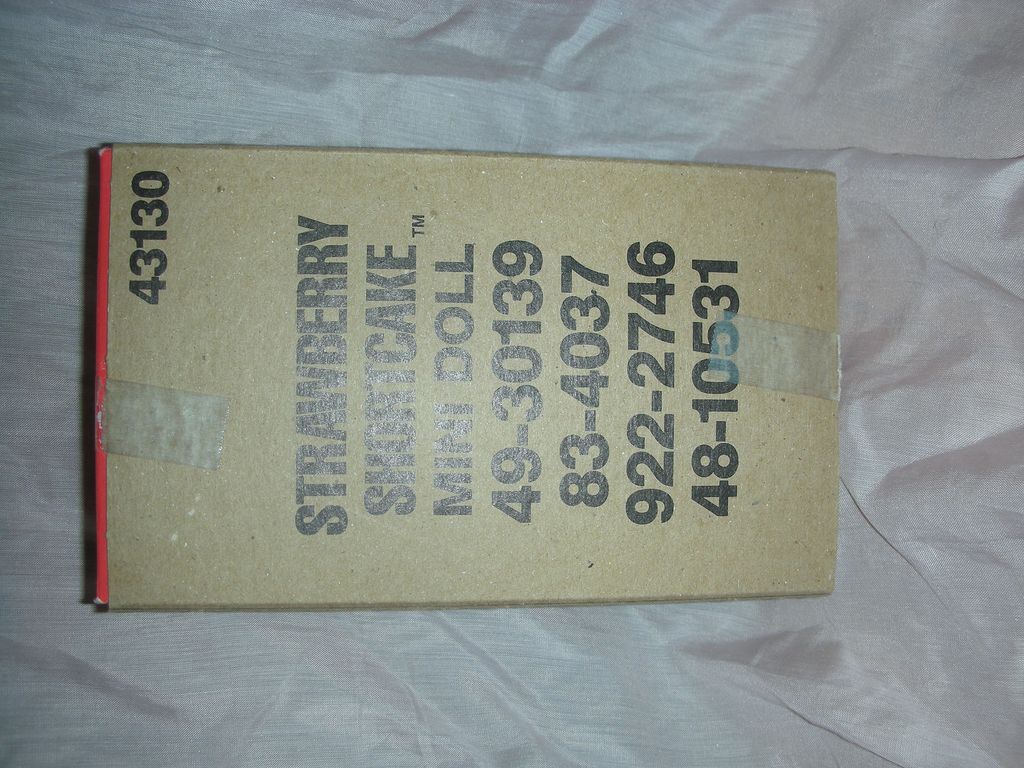 43130
STRAWBERRY
SHORTCAKE™
MINI DOLL
49-30139
83-4037
922-2746
48-10531